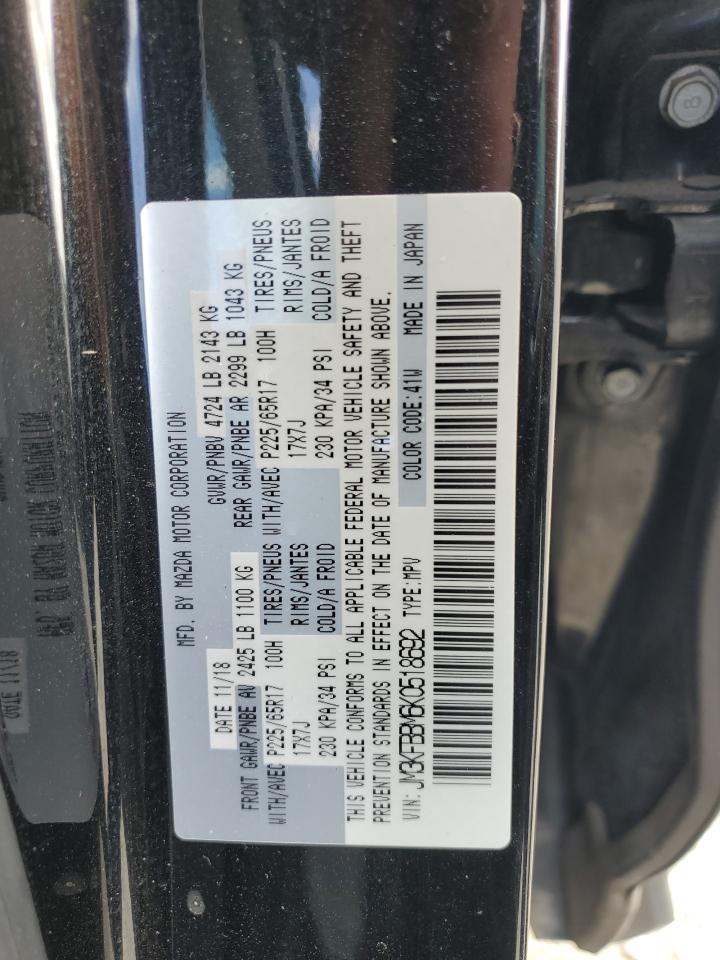 MFD. BY MAZDA MOTOR CORPORATION
DATE 11/18 GVWR/PNBV 4724 LB 2143 KG
FRONT GAWR/PNBE AV 2425 LB 1100 KG REAR GAWR/PNBE AR 2299 LB 1043 KG
WITH/AVEC P225/65R17 100H TIRES/PNEUS WITH/AVEC P225/65R17 100H TIRES/PNEUS
17X7J RIMS/JANTES 17X7J RIMS/JANTES
230 KPA/34 PSI COLD/A FROID 230 KPA/34 PSI COLD/A FROID
THIS VEHICLE CONFORMS TO ALL APPLICABLE FEDERAL MOTOR VEHICLE SAFETY AND THEFT
PREVENTION STANDARDS IN EFFECT ON THE DATE OF MANUFACTURE SHOWN ABOVE.
VIN: JM3KFBBM6K0518692 TYPE:MPV COLOR CODE:41W MADE IN JAPAN
8